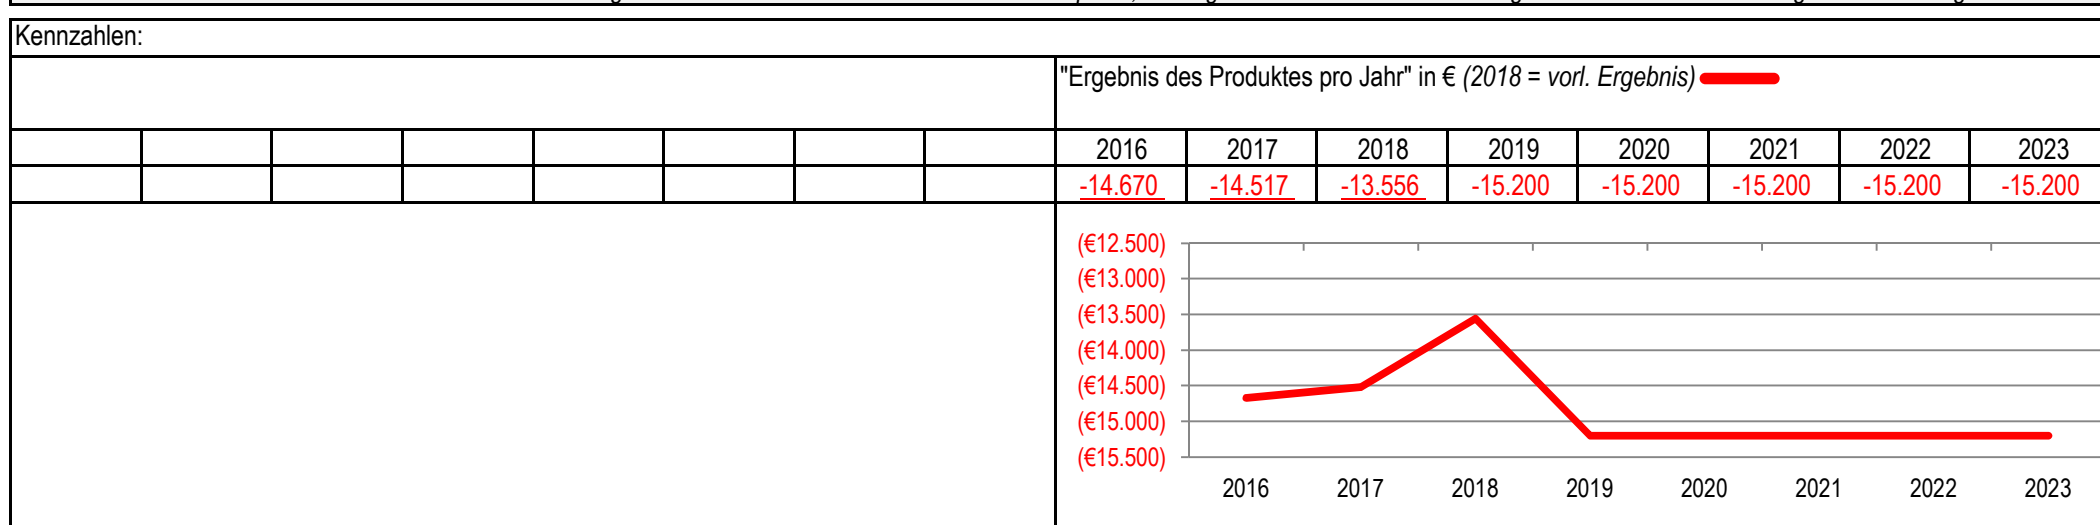 Kennzahlen:
"Ergebnis des Produktes pro Jahr" in € (2018 = vorl. Ergebnis)
2016 2017 2018 2019 2020 2021 2022 2023
-14.670 -14.517 -13.556 -15.200 -15.200 -15.200 -15.200 -15.200
(€12.500)
(€13.000)
(€13.500)
(€14.000)
(€14.500)
(€15.000)
(€15.500)
2016 2017 2018 2019 2020 2021 2022 2023